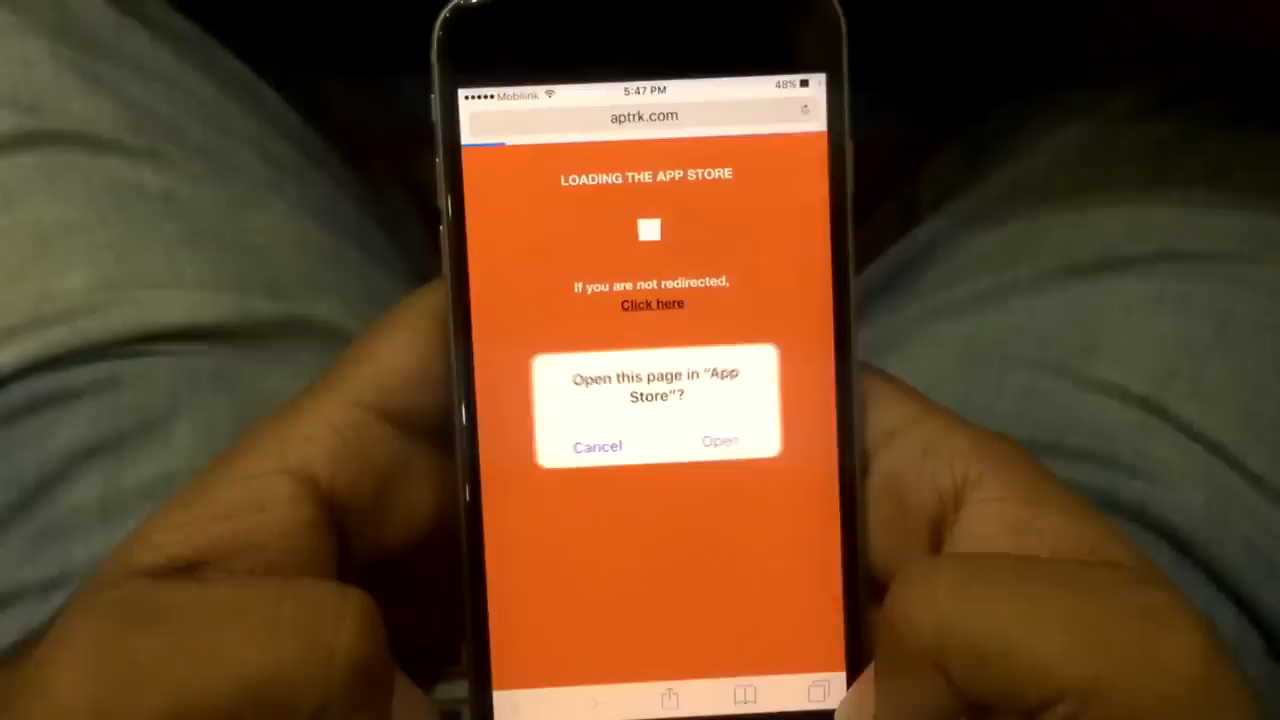 Mobilink 5:47 PM 48%
aptrk.com
LOADING THE APP STORE
If you are not redirected,
Click here
Open this page in “App
Store”?
Cancel Open